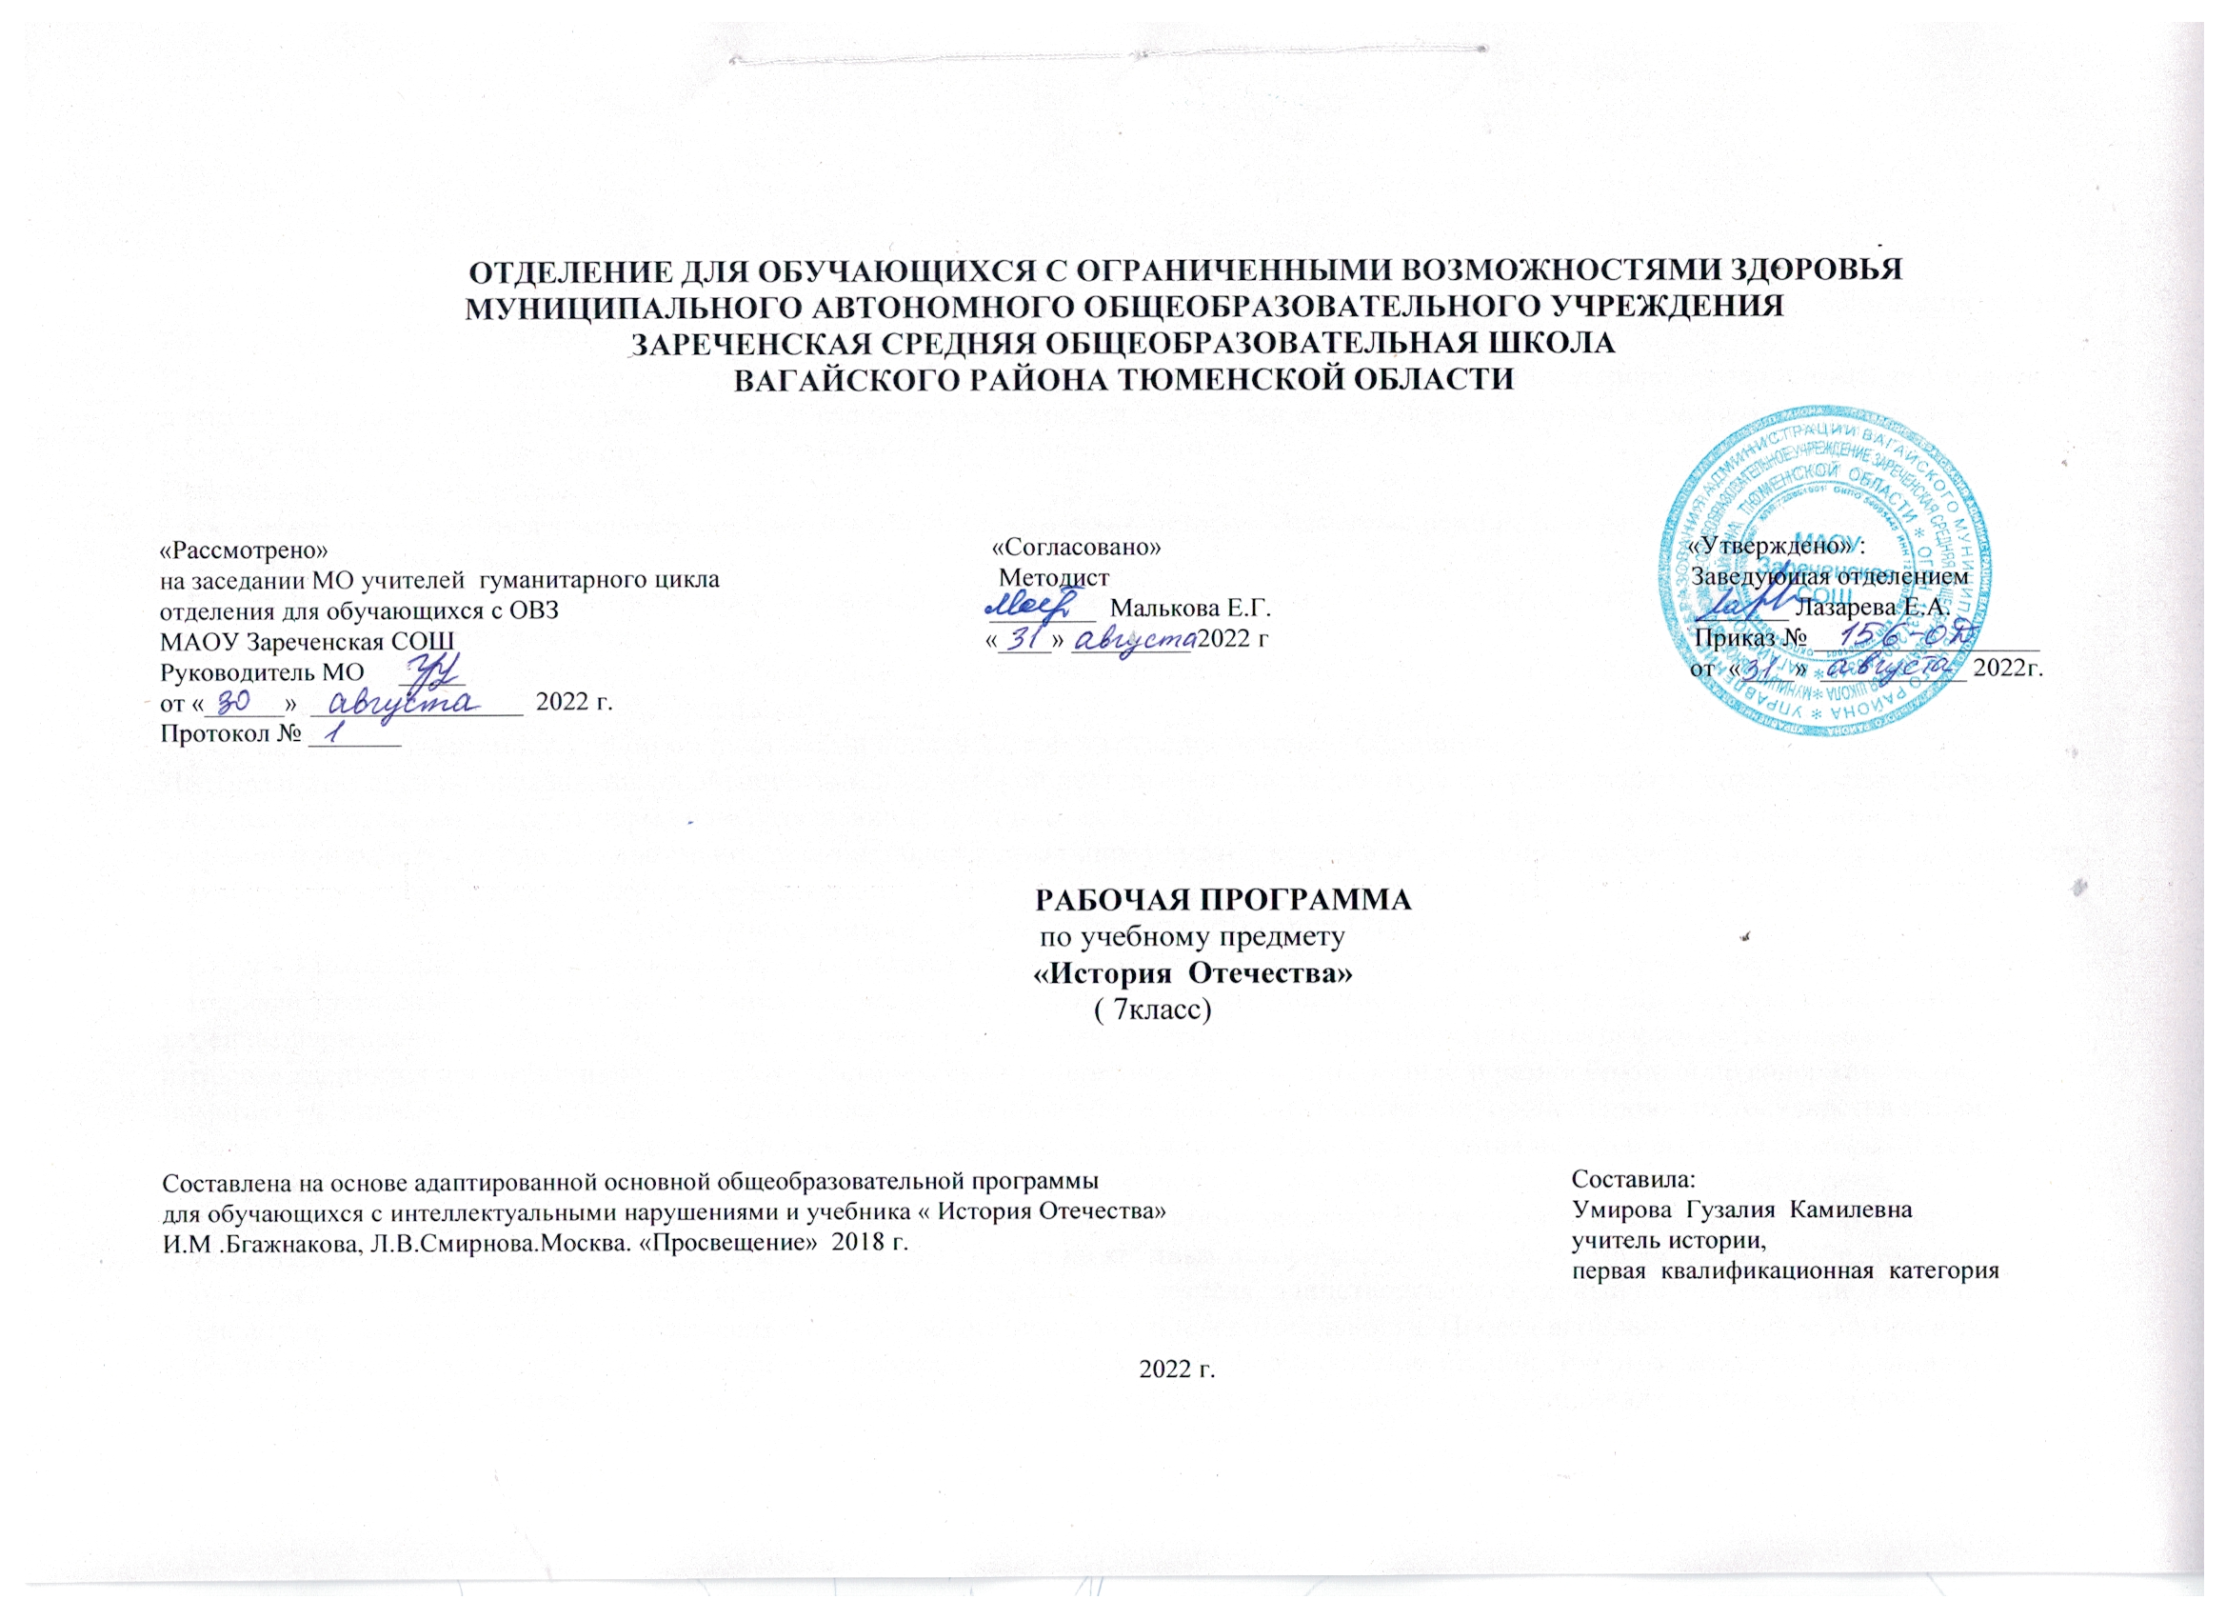 ОТДЕЛЕНИЕ ДЛЯ ОБУЧАЮЩИХСЯ С ОГРАНИЧЕННЫМИ ВОЗМОЖНОСТЯМИ ЗДОРОВЬЯ
МУНИЦИПАЛЬНОГО АВТОНОМНОГО ОБЩЕОБРАЗОВАТЕЛЬНОГО УЧРЕЖДЕНИЯ
ЗАРЕЧЕНСКАЯ СРЕДНЯЯ ОБЩЕОБРАЗОВАТЕЛЬНАЯ ШКОЛА
ВАГАЙСКОГО РАЙОНА ТЮМЕНСКОЙ ОБЛАСТИ
«Рассмотрено»
на заседании МО учителей гуманитарного цикла
отделения для обучающихся с ОВЗ
МАОУ Зареченская СОШ
Руководитель МО
от « 30 » августа 2022 г.
Протокол № 1
«Согласовано»
Методист
Малькова Е.Г.
« 31 » августа 2022 г
«Утверждено» :
Заведующая отделением
Лазарева Е.А.
Приказ № 156-ОД
от « 31 » августа 2022г.
МАОУ
Зареченская
СОШ
РАБОЧАЯ ПРОГРАММА
по учебному предмету
«История Отечества»
( 7класс)
Составлена на основе адаптированной основной общеобразовательной программы
для обучающихся с интеллектуальными нарушениями и учебника « История Отечества»
И.М .Бгажнакова, Л.В.Смирнова.Москва. «Просвещение» 2018 г.
Составила:
Умирова Гузалия Камилевна
учитель истории,
первая квалификационная категория
2022 г.